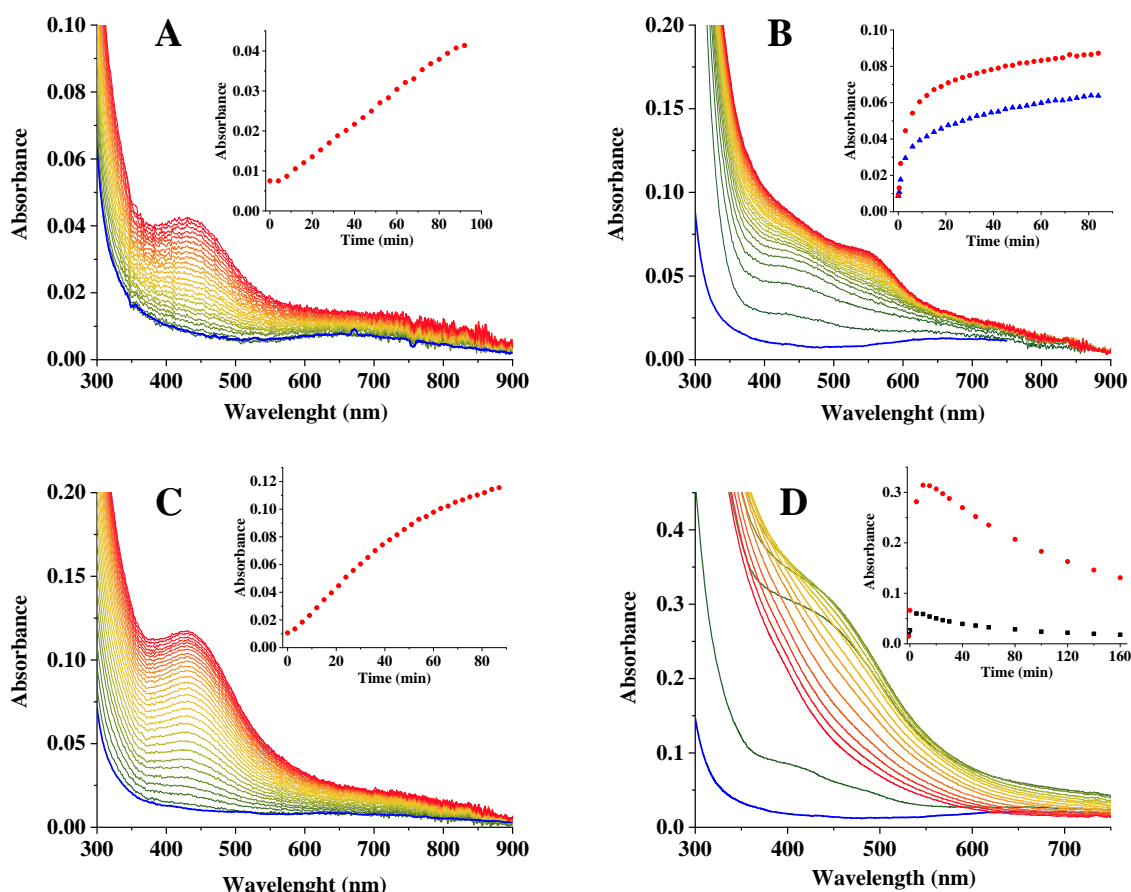 A
0.10
0.08
0.06
0.04
0.02
0.00
Absorbance
300 400 500 600 700 800 900
Wavelenght (nm)
0.04
0.03
0.02
0.01
0.00
Absorbance
0 20 40 60 80 100
Time (min)
B
0.20
0.15
0.10
0.05
0.00
Absorbance
300 400 500 600 700 800 900
Wavelenght (nm)
0.10
0.08
0.06
0.04
0.02
0.00
Absorbance
0 20 40 60 80
Time (min)
C
0.20
0.15
0.10
0.05
0.00
Absorbance
300 400 500 600 700 800 900
Wavelenght (nm)
0.12
0.10
0.08
0.06
0.04
0.02
0.00
Absorbance
0 20 40 60 80
Time (min)
D
0.4
0.3
0.2
0.1
0.0
Absorbance
300 400 500 600 700
Wavelength (nm)
0.3
0.2
0.1
0.0
Absorbance
0 40 80 120 160
Time (min)